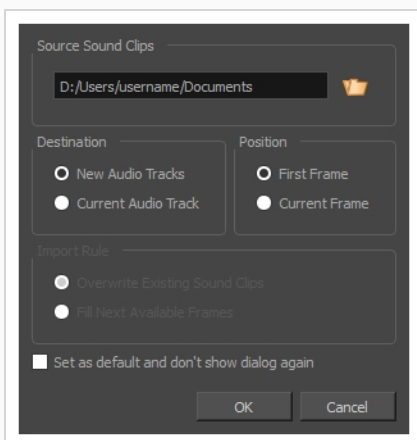 Source Sound Clips
D:/Users/username/Documents
Destination
New Audio Tracks
Current Audio Track
Position
First Frame
Current Frame
Import Rule
Overwrite Existing Sound Clips
Fill Next Available Frames
Set as default and don't show dialog again
OK
Cancel